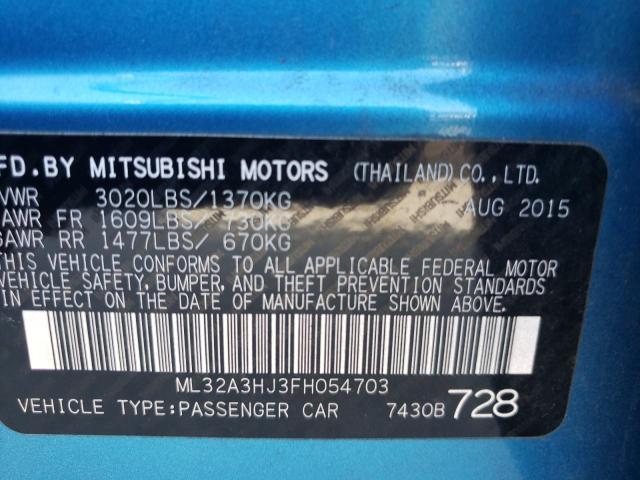 FD.BY MITSUBISHI MOTORS (THAILAND)CO.,LTD.
VWR 3020LBS/1370KG
AWR FR 1609LBS/ 730KG AUG 2015
GAWR RR 1477LBS/ 670KG
THIS VEHICLE CONFORMS TO ALL APPLICABLE FEDERAL MOTOR
VEHICLE SAFETY, BUMPER, AND THEFT PREVENTION STANDARDS
IN EFFECT ON THE DATE OF MANUFACTURE SHOWN ABOVE.
ML32A3HJ3FH054703
VEHICLE TYPE:PASSENGER CAR 7430B 728